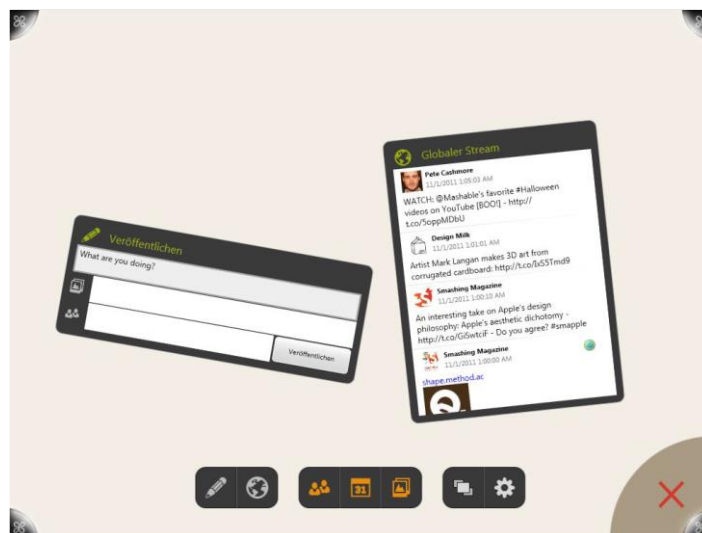 Veröffentlichen
What are you doing?
Veröffentlichen
Globaler Stream
Pete Cashmore
11/1/2011 1:05:03 AM
WATCH: @Mashable's favorite #Halloween
videos on YouTube [BOO!] - http://
t.co/5oppMDbU
Design Milk
11/1/2011 1:01:01 AM
Artist Mark Langan makes 3D art from
corrugated cardboard: http://t.co/IxS5Tmd9
Smashing Magazine
11/1/2011 1:00:10 AM
An interesting take on Apple's design
philosophy: Apple's aesthetic dichotomy -
http://t.co/Gi5wtciF - Do you agree? #smapple
Smashing Magazine
11/1/2011 1:00:00 AM
shape.method.ac
31